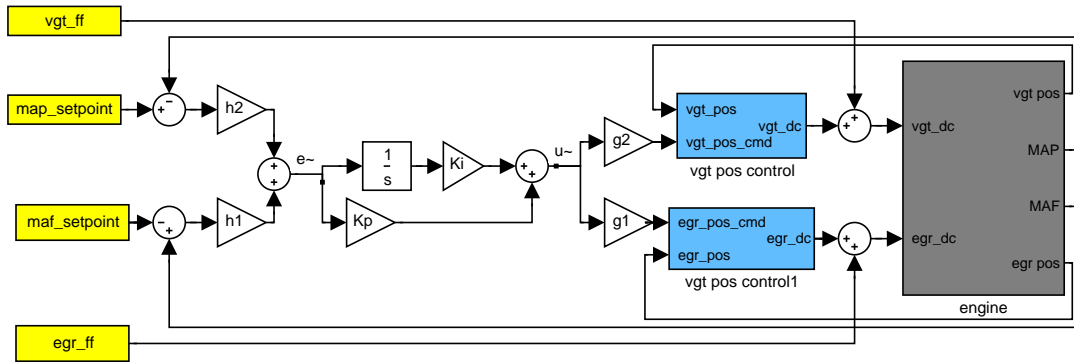 vgt_ff
map_setpoint
maf_setpoint
egr_ff
h2
h1
e~
1
s
Ki
Kp
u~
g2
g1
vgt_pos
vgt_dc
vgt_pos_cmd
vgt pos control
egr_pos_cmd
egr_dc
egr_pos
vgt pos control1
vgt_dc
egr_dc
vgt pos
MAP
MAF
egr pos
engine